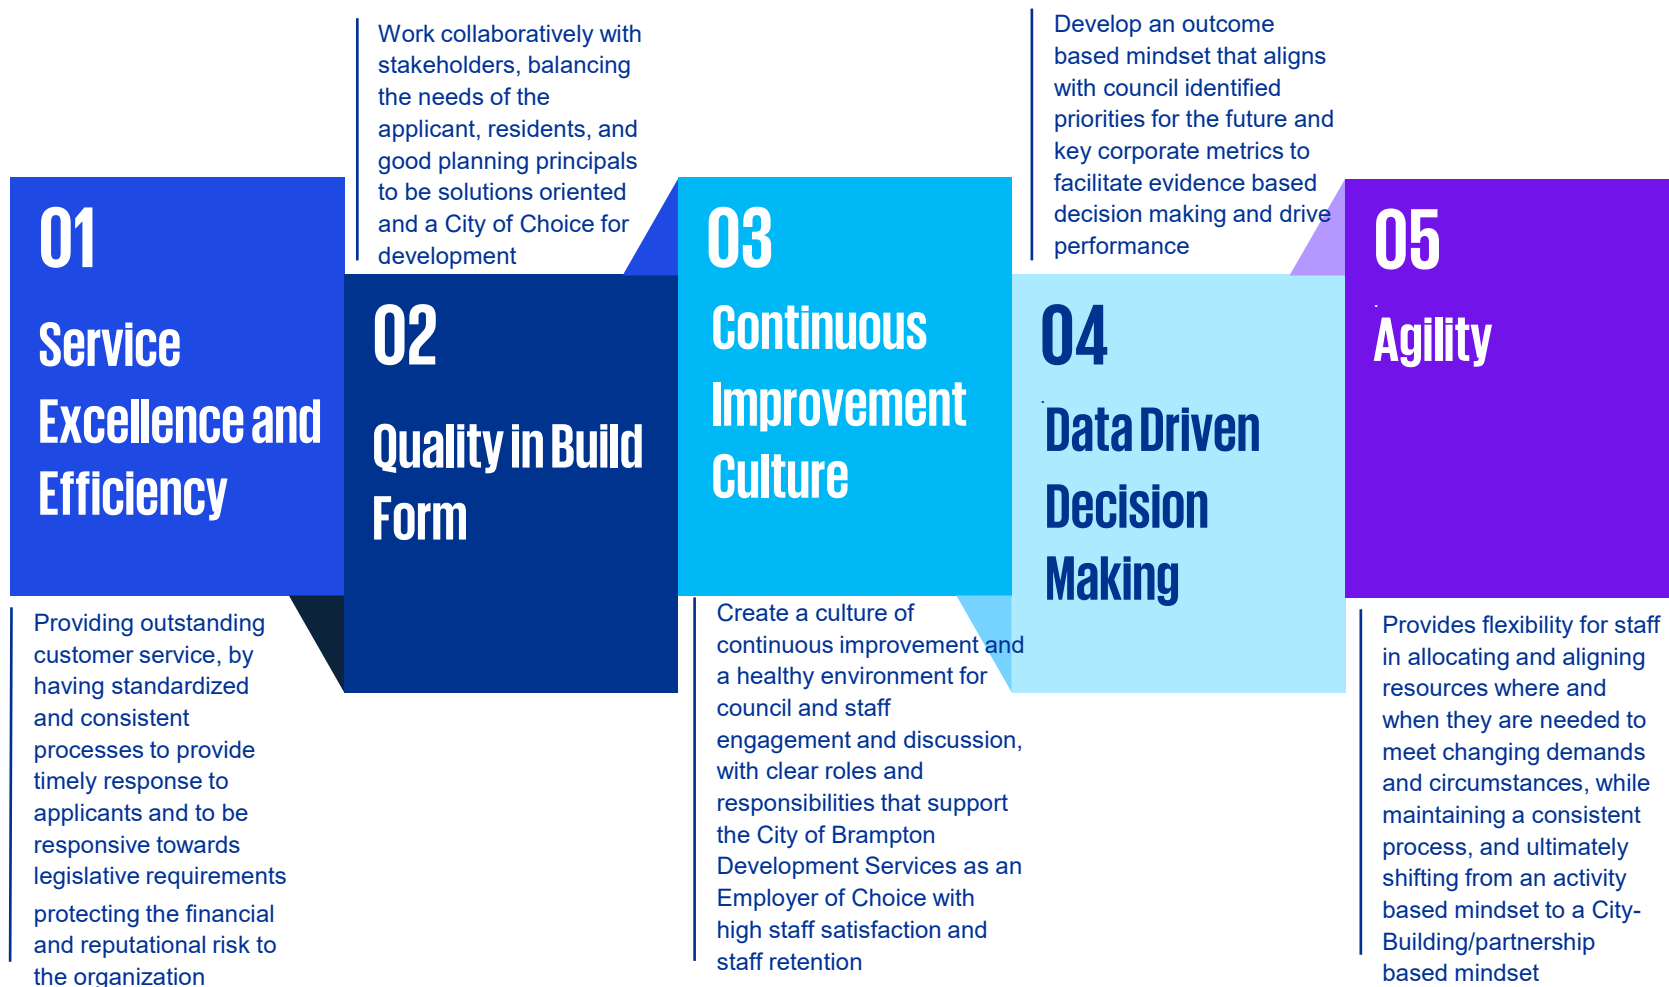 01
Service
Excellence and
Efficiency
Providing outstanding
customer service, by
having standardized
and consistent
processes to provide
timely response to
applicants and to be
responsive towards
legislative requirements
protecting the financial
and reputational risk to
the organization
Work collaboratively with
stakeholders, balancing
the needs of the
applicant, residents, and
good planning principals
to be solutions oriented
and a City of Choice for
development
02
Quality in Build
Form
03
Continuous
Improvement
Culture
Create a culture of
continuous improvement and
a healthy environment for
council and staff
engagement and discussion,
with clear roles and
responsibilities that support
the City of Brampton
Development Services as an
Employer of Choice with
high staff satisfaction and
staff retention
Develop an outcome
based mindset that aligns
with council identified
priorities for the future and
key corporate metrics to
facilitate evidence based
decision making and drive
performance
04
Data Driven
Decision
Making
05
Agility
Provides flexibility for staff
in allocating and aligning
resources where and
when they are needed to
meet changing demands
and circumstances, while
maintaining a consistent
process, and ultimately
shifting from an activity
based mindset to a City-
Building/partnership
based mindset